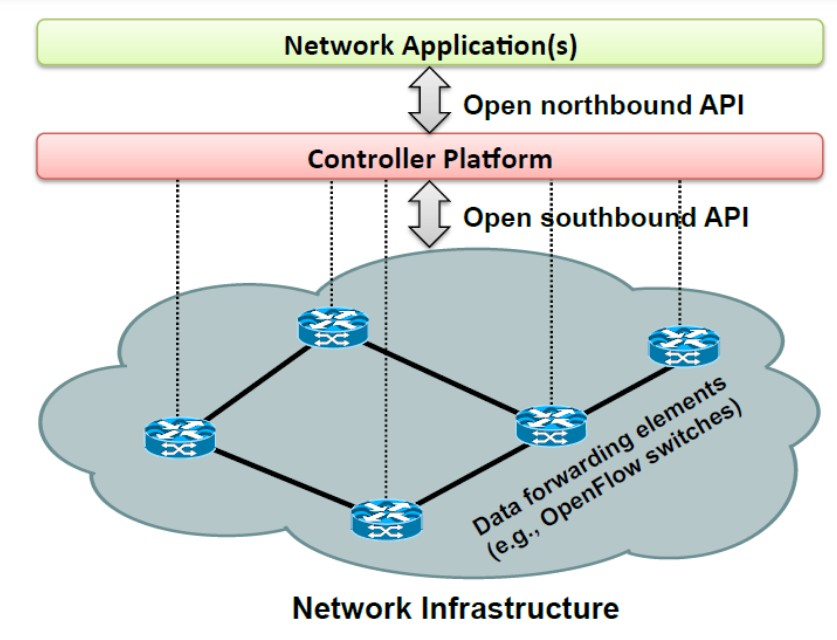 Network Application(s)
Open northbound API
Controller Platform
Open southbound API
Data forwarding elements
(e.g., OpenFlow switches)
Network Infrastructure